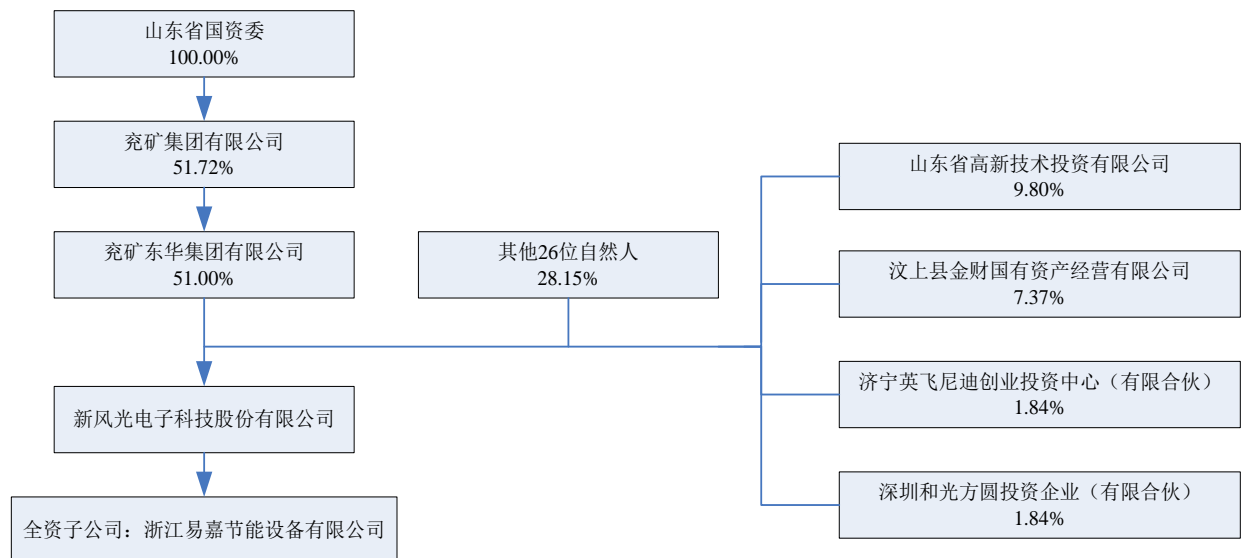 山东省国资委
100.00%
兖矿集团有限公司
51.72%
兖矿东华集团有限公司
51.00%
其他26位自然人
28.15%
山东省高新技术投资有限公司
9.80%
汶上县金财国有资产经营有限公司
7.37%
济宁英飞尼迪创业投资中心（有限合伙）
1.84%
深圳和光方圆投资企业（有限合伙）
1.84%
新风光电子科技股份有限公司
全资子公司：浙江易嘉节能设备有限公司